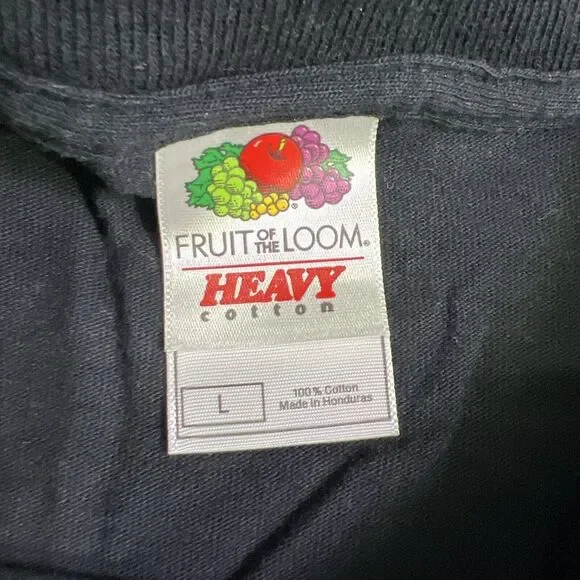 FRUIT OF THE LOOM®
HEAVY
cotton
L
100% Cotton
Made in Honduras